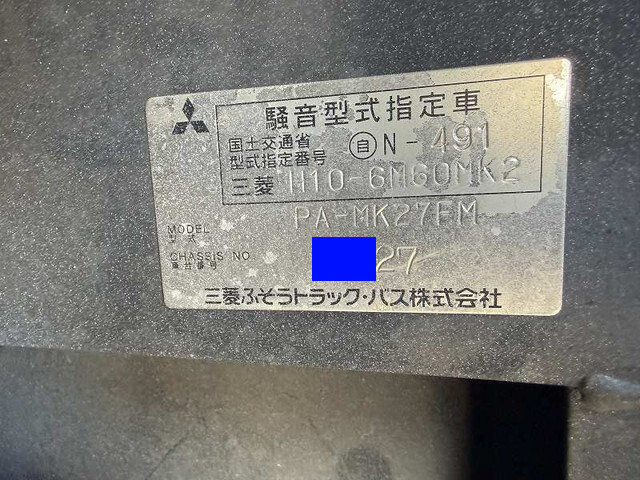 騒音型式指定車
国土交通省
型式指定番号 自N-491
三菱 H10-6M60MK2
MODEL PA-MK27FM
型式
CHASSIS NO 27
車台番号
三菱ふそうトラック・バス株式会社